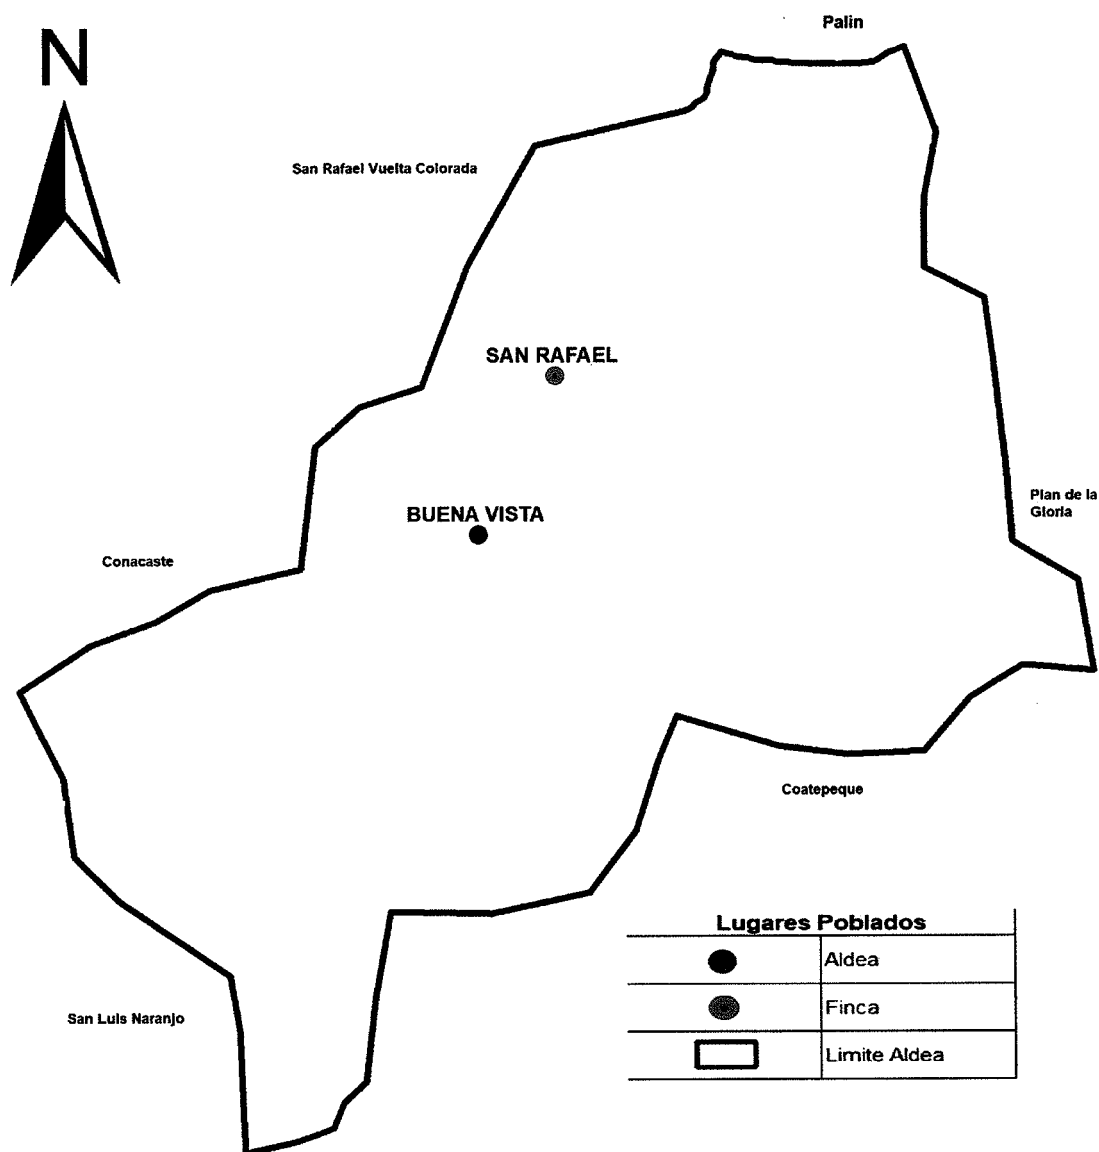 Palin
N
San Rafael Vuelta Colorada
SAN RAFAEL
Plan de la
Gloria
BUENA VISTA
Conacaste
Coatepeque
Lugares Poblados
Aldea
Finca
San Luis Naranjo
Limite Aldea